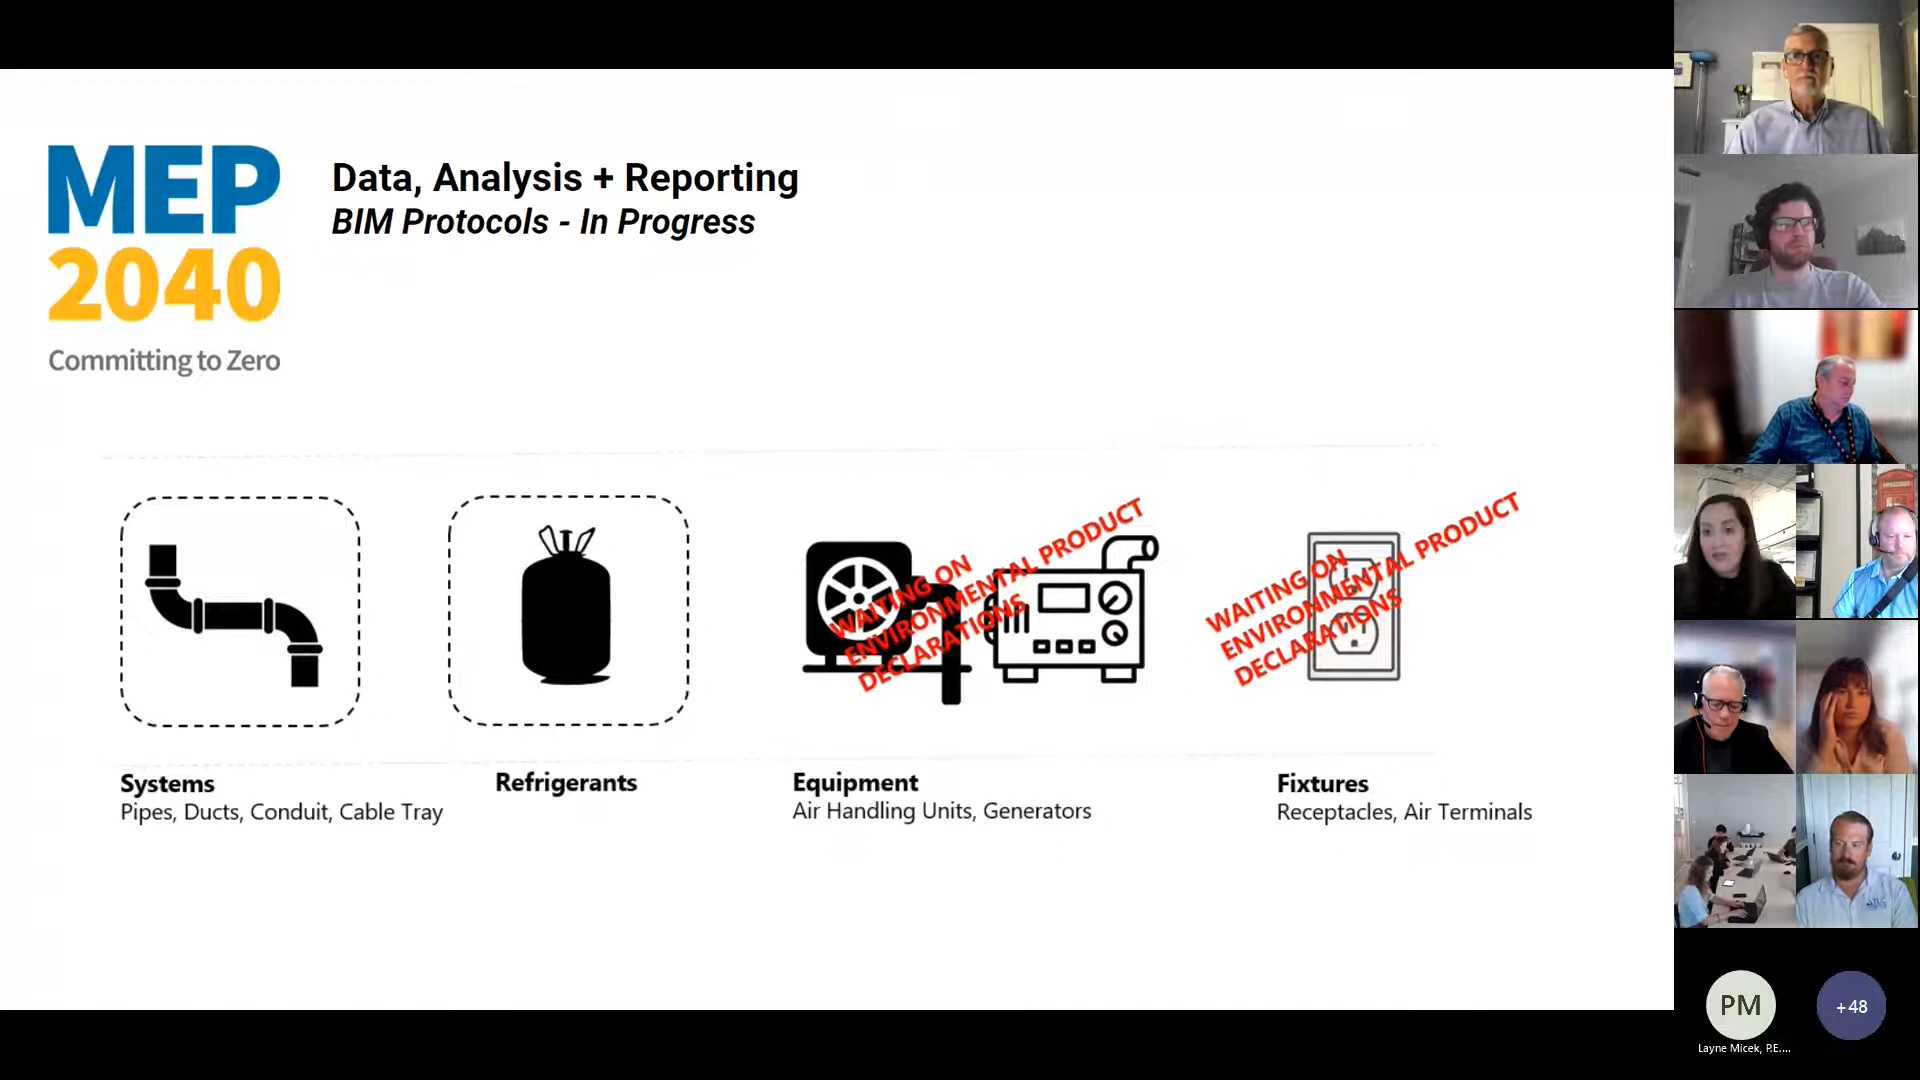 MEP
2040
Committing to Zero
Data, Analysis + Reporting
BIM Protocols - In Progress
WAITING ON
ENVIRONMENTAL PRODUCT
DECLARATIONS
WAITING ON
ENVIRONMENTAL PRODUCT
DECLARATIONS
Systems
Pipes, Ducts, Conduit, Cable Tray
Refrigerants
Equipment
Air Handling Units, Generators
Fixtures
Receptacles, Air Terminals
PM
+48
Layne Micek, P.E....